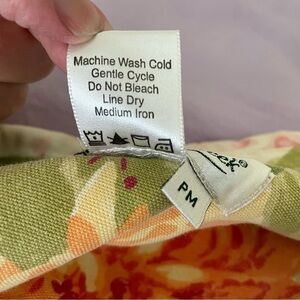 Machine Wash Cold
Gentle Cycle
Do Not Bleach
Line Dry
Medium Iron
PM